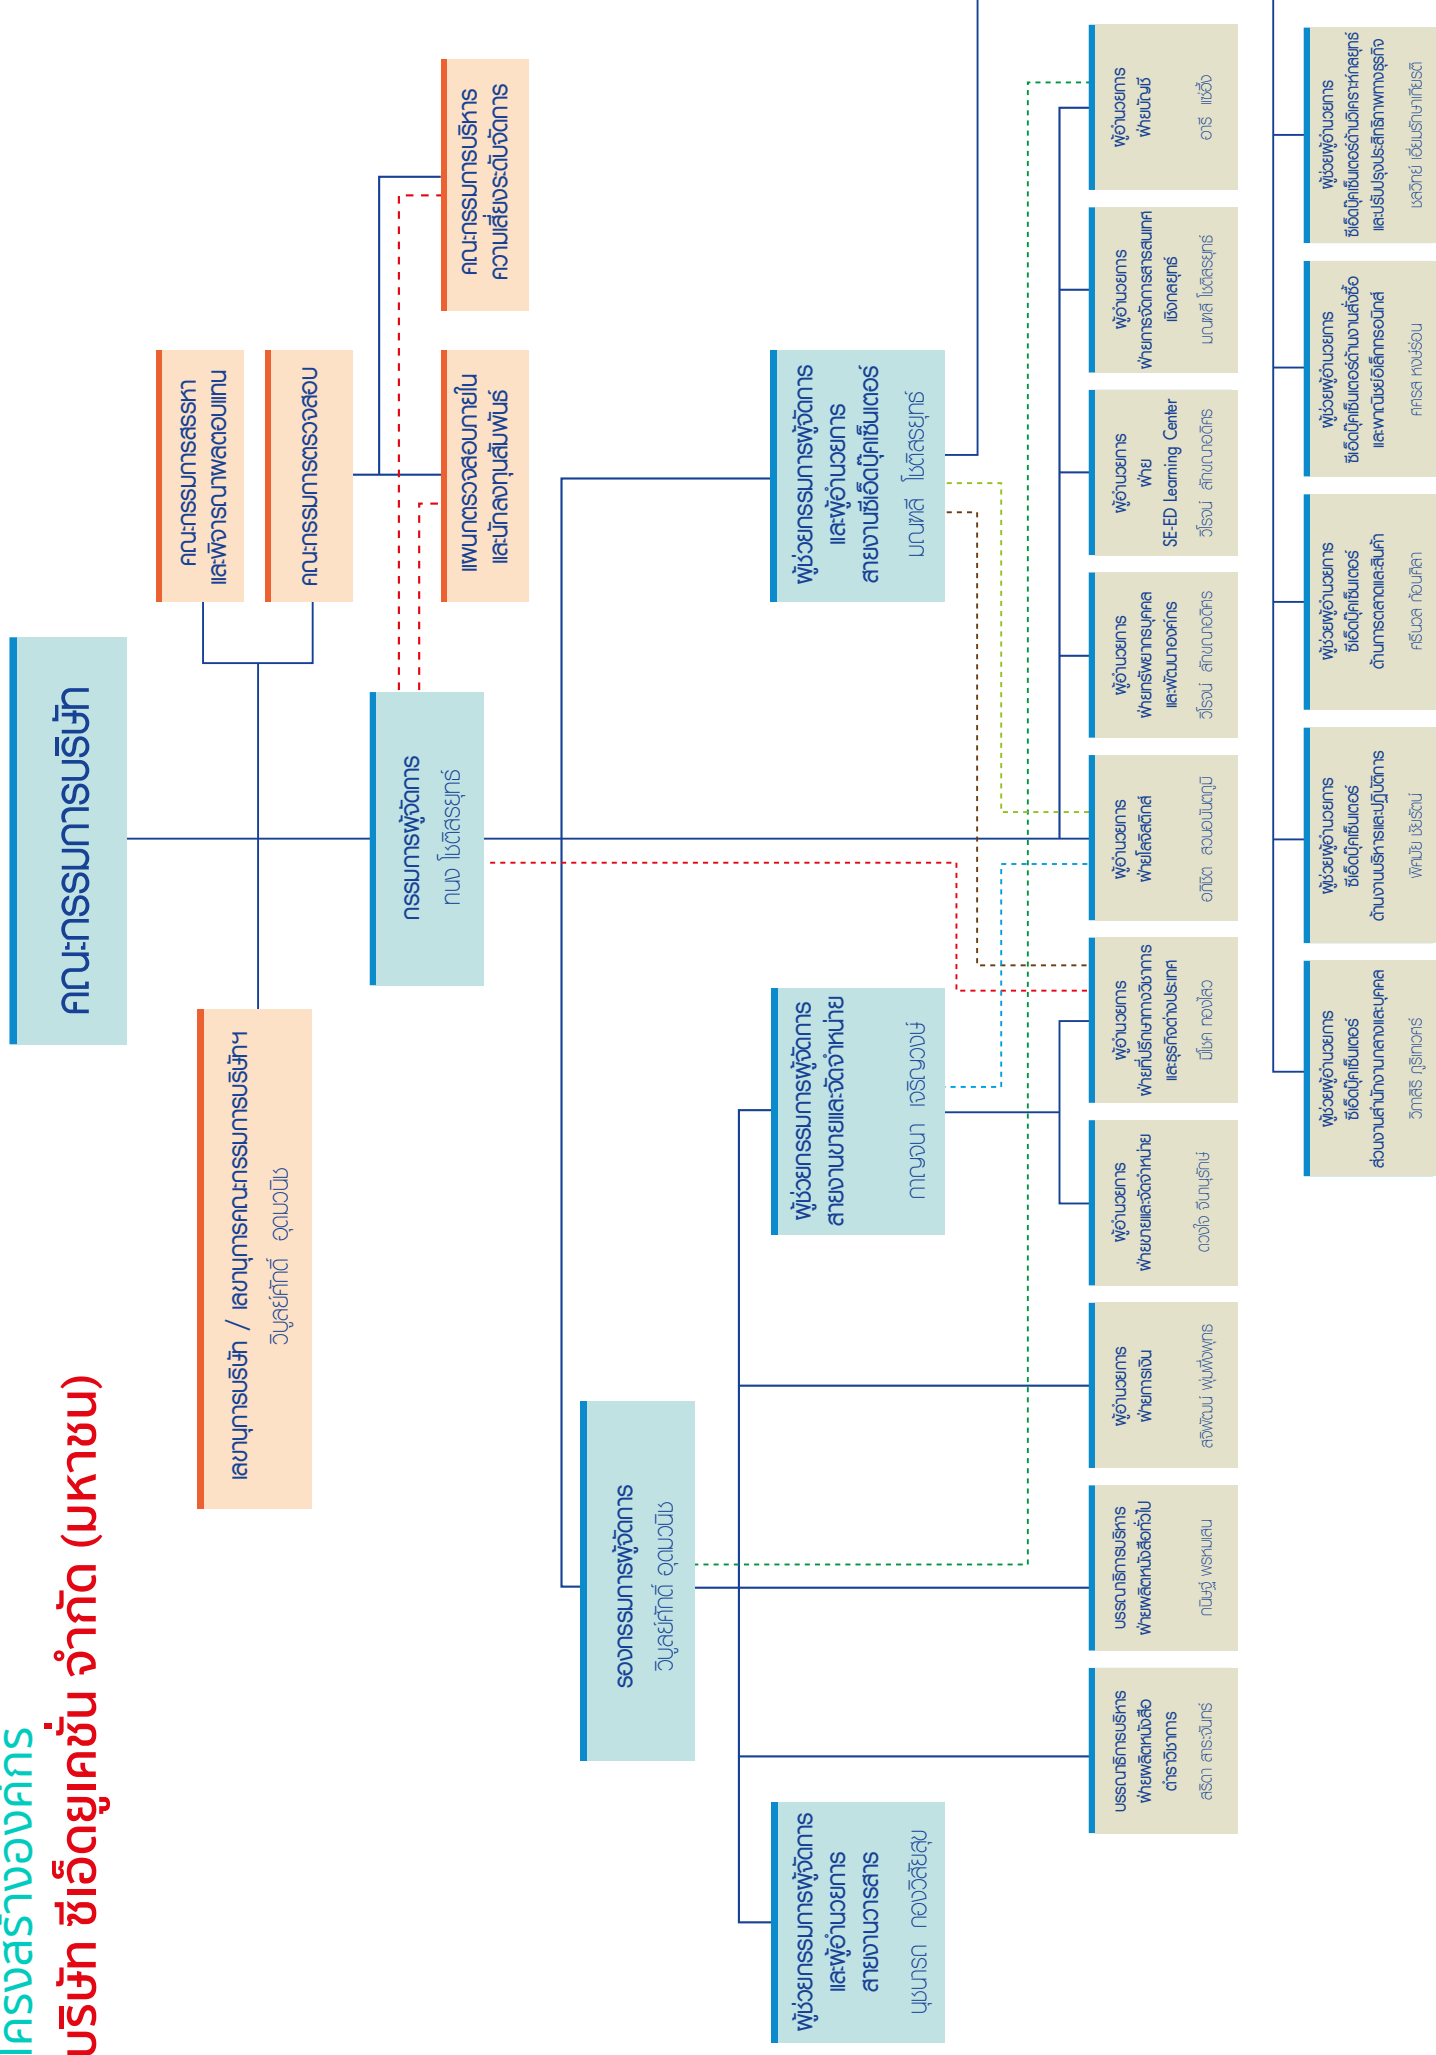 โครงสร้างองค์กร
บริษัท ซีเอ็ดยูเคชั่น จำกัด (มหาชน)
คณะกรรมการบริษัท
เลขานุการบริษัท / เลขานุการคณะกรรมการบริษัทฯ
วิบูลย์ศักดิ์ อุดมวนิช
คณะกรรมการสรรหา
และพิจารณาผลตอบแทน
คณะกรรมการตรวจสอบ
กรรมการผู้จัดการ
ทนง โชติสรยุทธ์
แผนกตรวจสอบภายใน
และนักลงทุนสัมพันธ์
คณะกรรมการบริหาร
ความเสี่ยงระดับจัดการ
รองกรรมการผู้จัดการ
วิบูลย์ศักดิ์ อุดมวนิช
ผู้ช่วยกรรมการผู้จัดการ
และผู้อำนวยการ
สายงานวารสาร
นุชนารถ กองวิสัยสุข
ผู้ช่วยกรรมการผู้จัดการ
สายงานขายและจัดจำหน่าย
กาญจนา เจริญวงษ์
ผู้ช่วยกรรมการผู้จัดการ
และผู้อำนวยการ
สายงานซีเอ็ดบุ๊คเซ็นเตอร์
มณฑลี โชติสรยุทธ์
บรรณาธิการบริหาร
ฝ่ายผลิตหนังสือ
ตำราวิชาการ
สริตา สาระจันทร์
บรรณาธิการบริหาร
ฝ่ายผลิตหนังสือทั่วไป
กนิษฐ์ พรหมเสน
ผู้อำนวยการ
ฝ่ายการเงิน
สจิพัฒน์ พุ่มพึ่งพุทธ
ผู้อำนวยการ
ฝ่ายขายและจัดจำหน่าย
ดวงใจ จีนานุรักษ์
ผู้อำนวยการ
ฝ่ายที่ปรึกษาทางวิชาการ
และธุรกิจต่างประเทศ
มีโชค ทองไสว
ผู้อำนวยการ
ฝ่ายโลจิสติกส์
อภิชิต สวนอนันตภูมิ
ผู้อำนวยการ
ฝ่ายทรัพยากรบุคคล
และพัฒนาองค์กร
วิโรจน์ ลักขณาอดิศร
ผู้อำนวยการ
ฝ่าย
SE-ED Learning Center
วิโรจน์ ลักขณาอดิศร
ผู้อำนวยการ
ฝ่ายการจัดการสารสนเทศ
เชิงกลยุทธ์
มณฑลี โชติสรยุทธ์
ผู้อำนวยการ
ฝ่ายบัญชี
อารี แซ่อึ้ง
ผู้ช่วยผู้อำนวยการ
ซีเอ็ดบุ๊คเซ็นเตอร์
ส่วนงานสำนักงานกลางและบุคคล
วิภาสิริ ภูริเทเวศร์
ผู้ช่วยผู้อำนวยการ
ซีเอ็ดบุ๊คเซ็นเตอร์
ด้านงานบริหารและปฏิบัติการ
พิศมัย ชัยรัตน์
ผู้ช่วยผู้อำนวยการ
ซีเอ็ดบุ๊คเซ็นเตอร์
ด้านการตลาดและสินค้า
ศรีนวล ก้อนศิลา
ผู้ช่วยผู้อำนวยการ
ซีเอ็ดบุ๊คเซ็นเตอร์ด้านงานสั่งซื้อ
และพาณิชย์อิเล็กทรอนิกส์
ศศารส หงษ์รอน
ผู้ช่วยผู้อำนวยการ
ซีเอ็ดบุ๊คเซ็นเตอร์ด้านวิเคราะห์กลยุทธ์
และปรับปรุงประสิทธิภาพทางธุรกิจ
ชลวิทย์ เอี่ยมรักษาเกียรติ